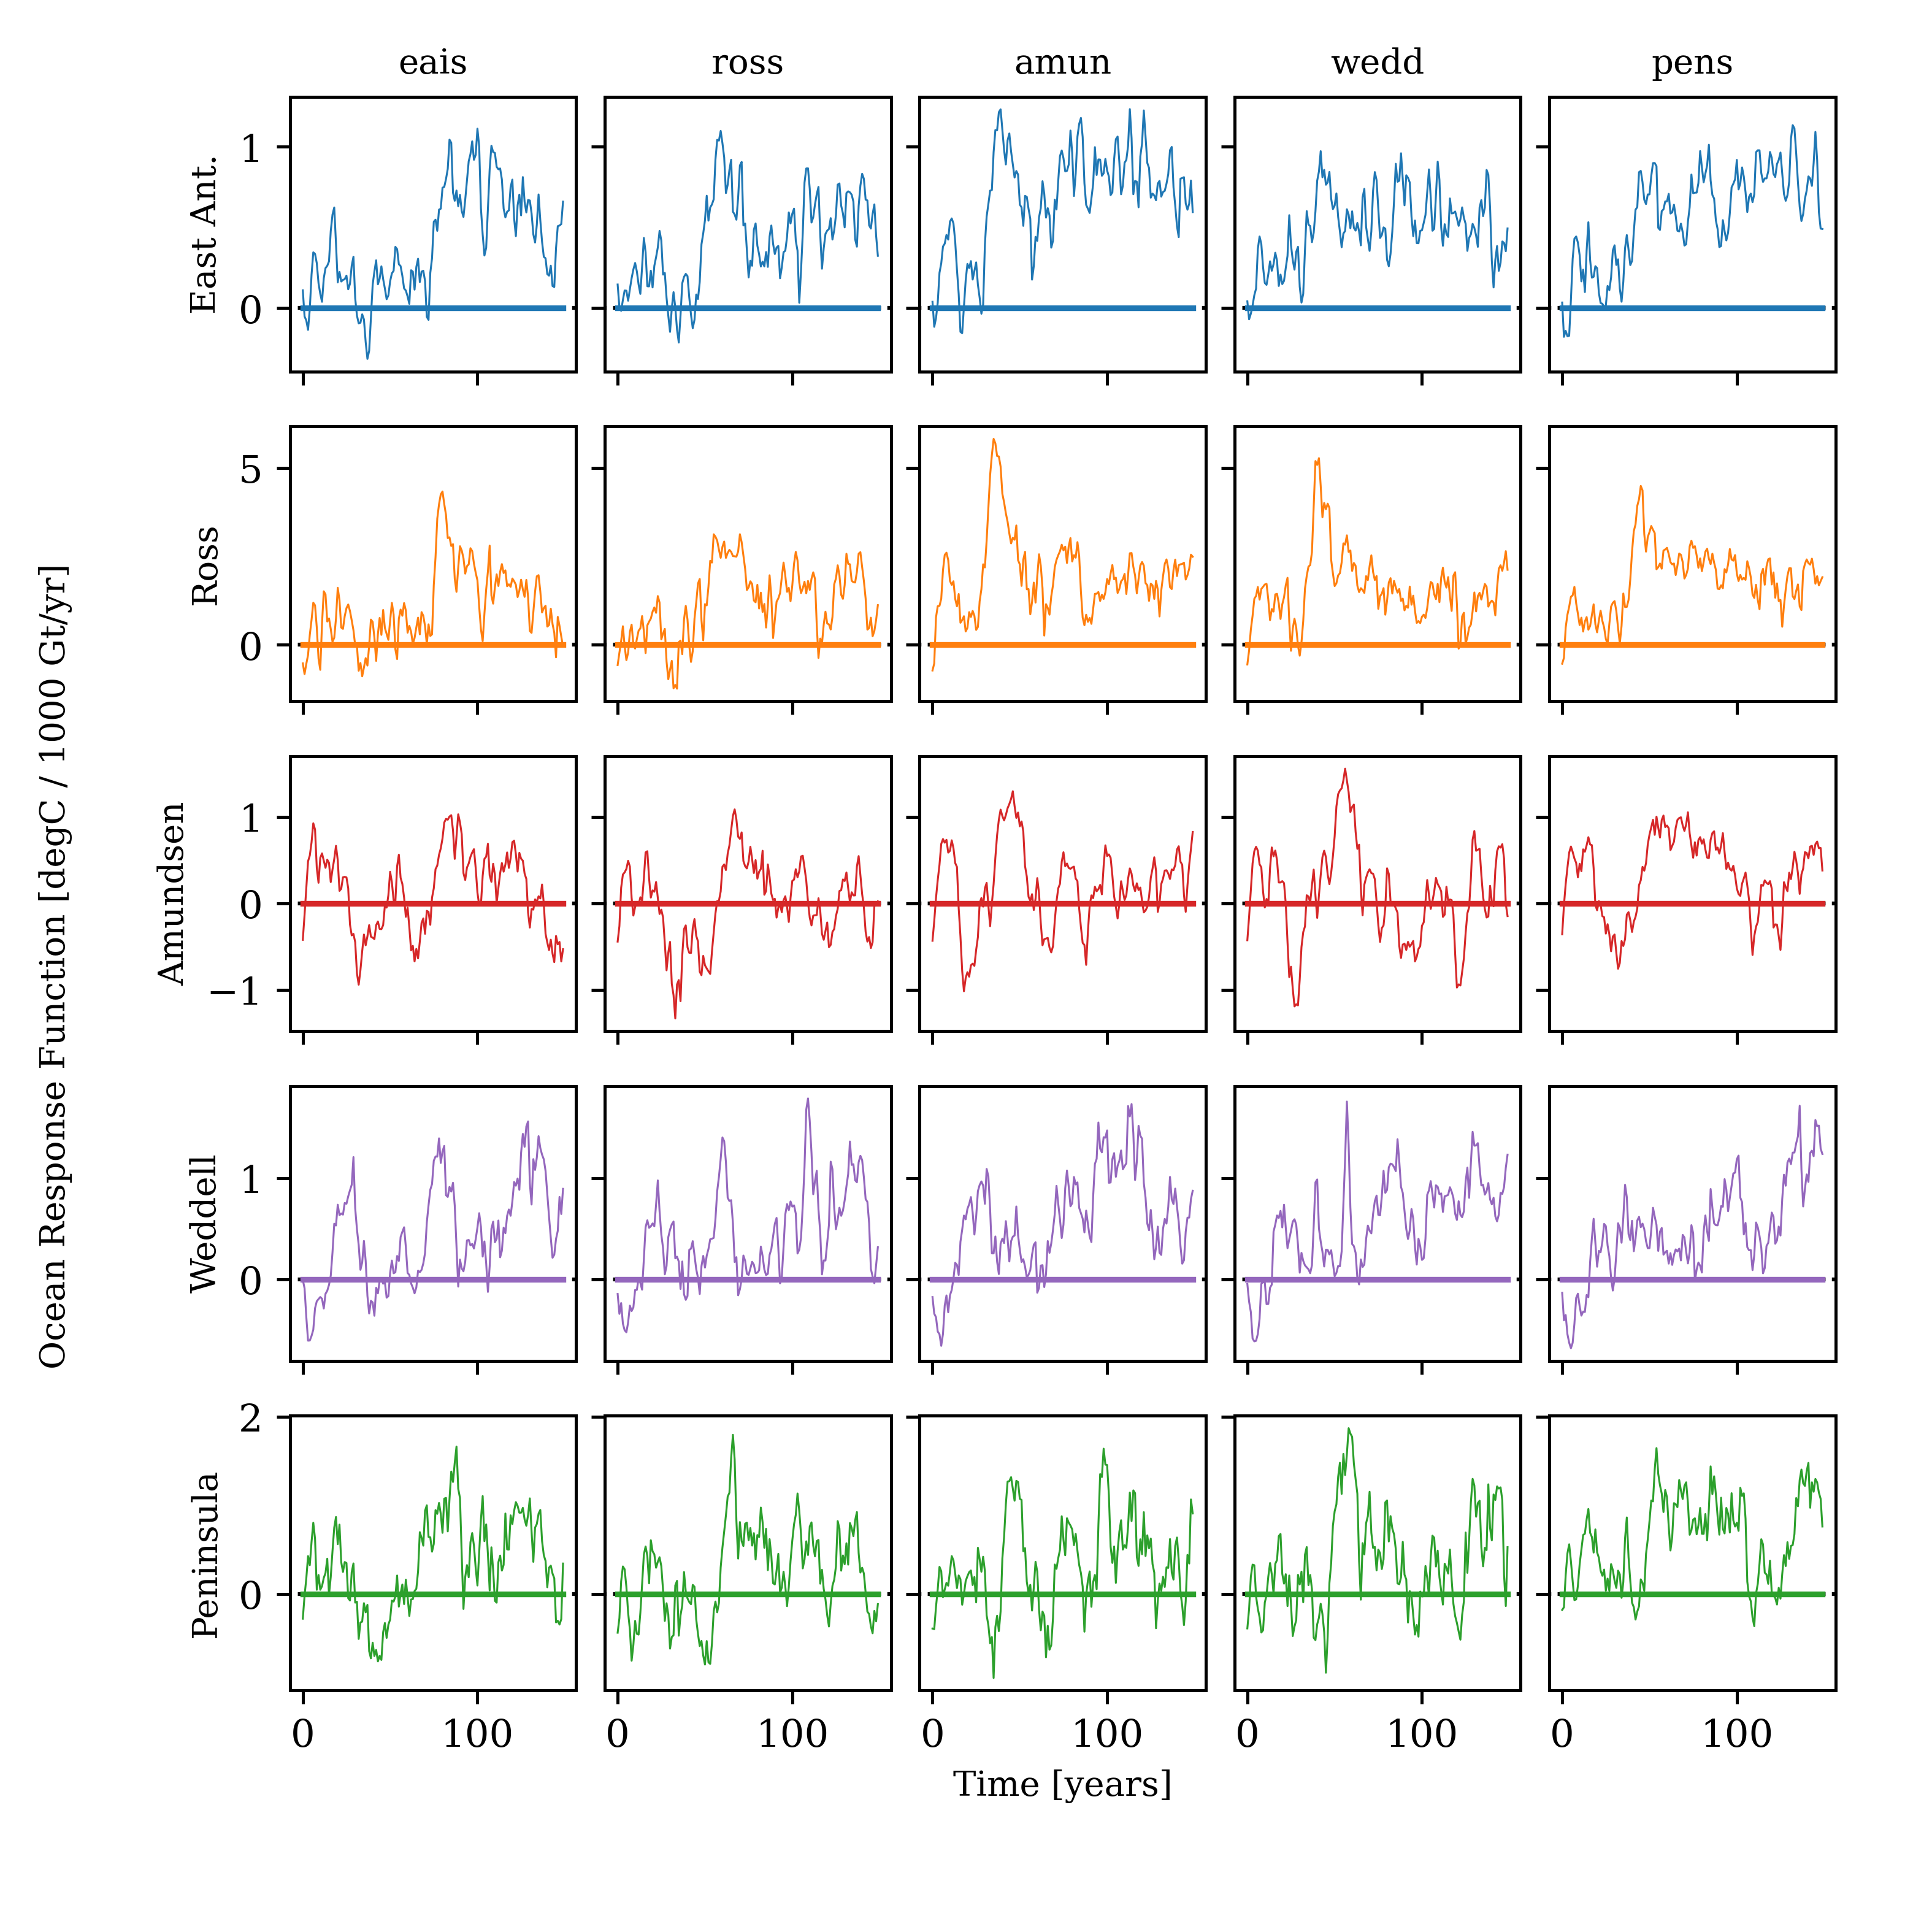 eais ross amun wedd pens
Ocean Response Function [degC / 1000 Gt/yr]
East Ant.
1
0
Ross
5
0
Amundsen
1
0
−1
Weddell
1
0
Peninsula
2
0
0 100 0 100 0 100 0 100 0 100
Time [years]